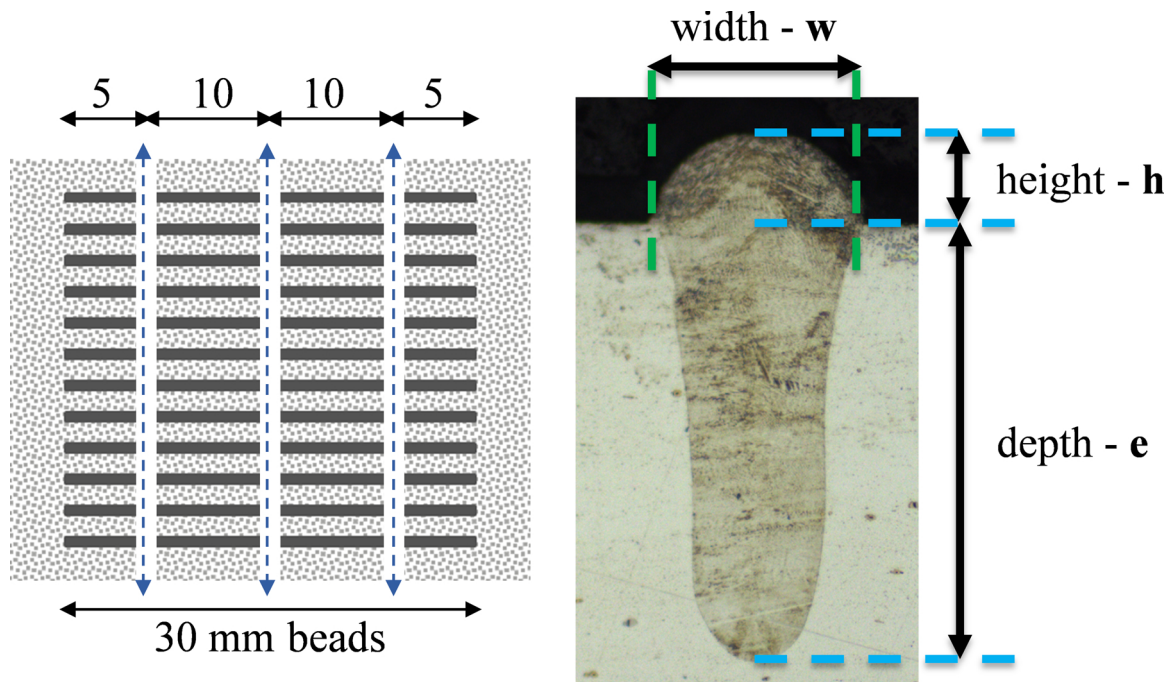 width - w
5 10 10 5
height - h
depth - e
30 mm beads